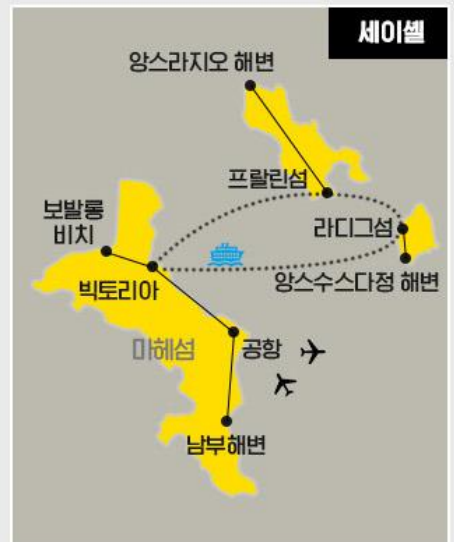 세이셸
앙스라지오 해변
프랄린섬
보발롱
비치
라디그섬
빅토리아
앙스수스다정 해변
마헤섬
공항
남부해변